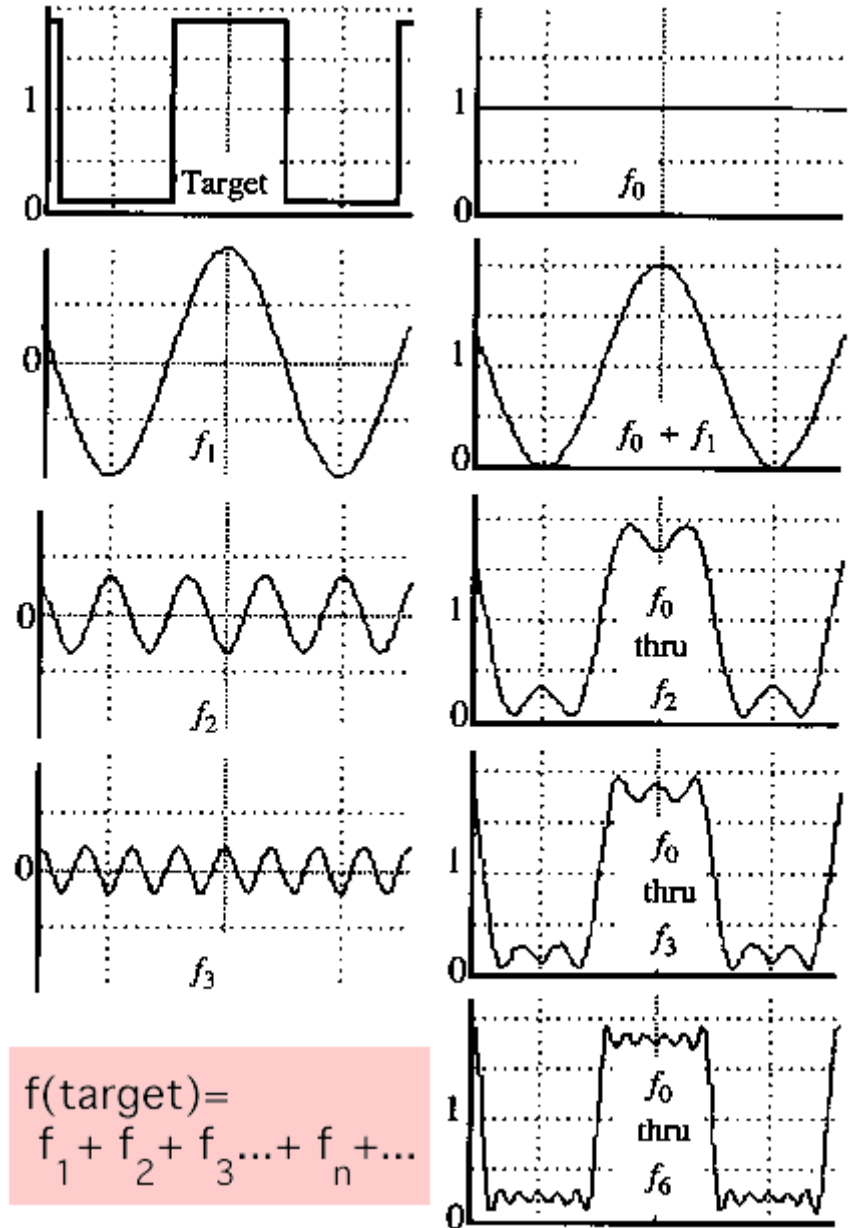 1
0
Target
1
0
f0
0
f1
1
0
f0 + f1
0
f2
1
0
f0
thru
f2
0
f3
1
0
f0
thru
f3
f(target)=
f1 + f2 + f3...+ fn+...
1
0
f0
thru
f6